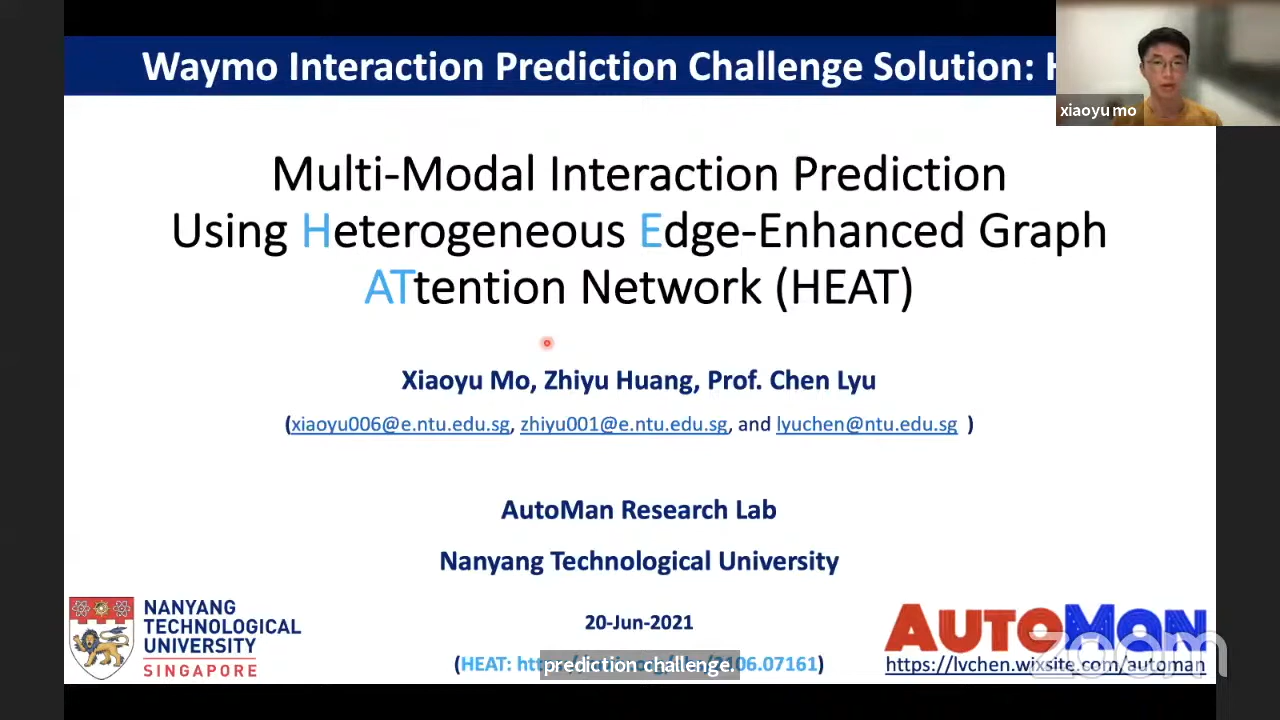 Waymo Interaction Prediction Challenge Solution: H
xiaoyu mo
Multi-Modal Interaction Prediction
Using Heterogeneous Edge-Enhanced Graph
ATtention Network (HEAT)
Xiaoyu Mo, Zhiyu Huang, Prof. Chen Lyu
(xiaoyu006@e.ntu.edu.sg, zhiyu001@e.ntu.edu.sg, and lyuchen@ntu.edu.sg )
AutoMan Research Lab
Nanyang Technological University
20-Jun-2021
NANYANG
TECHNOLOGICAL
UNIVERSITY
SINGAPORE
AUTOMAN
zoom
(HEAT: 106.07161)
prediction challenge.
https://lvchen.wixsite.com/automan